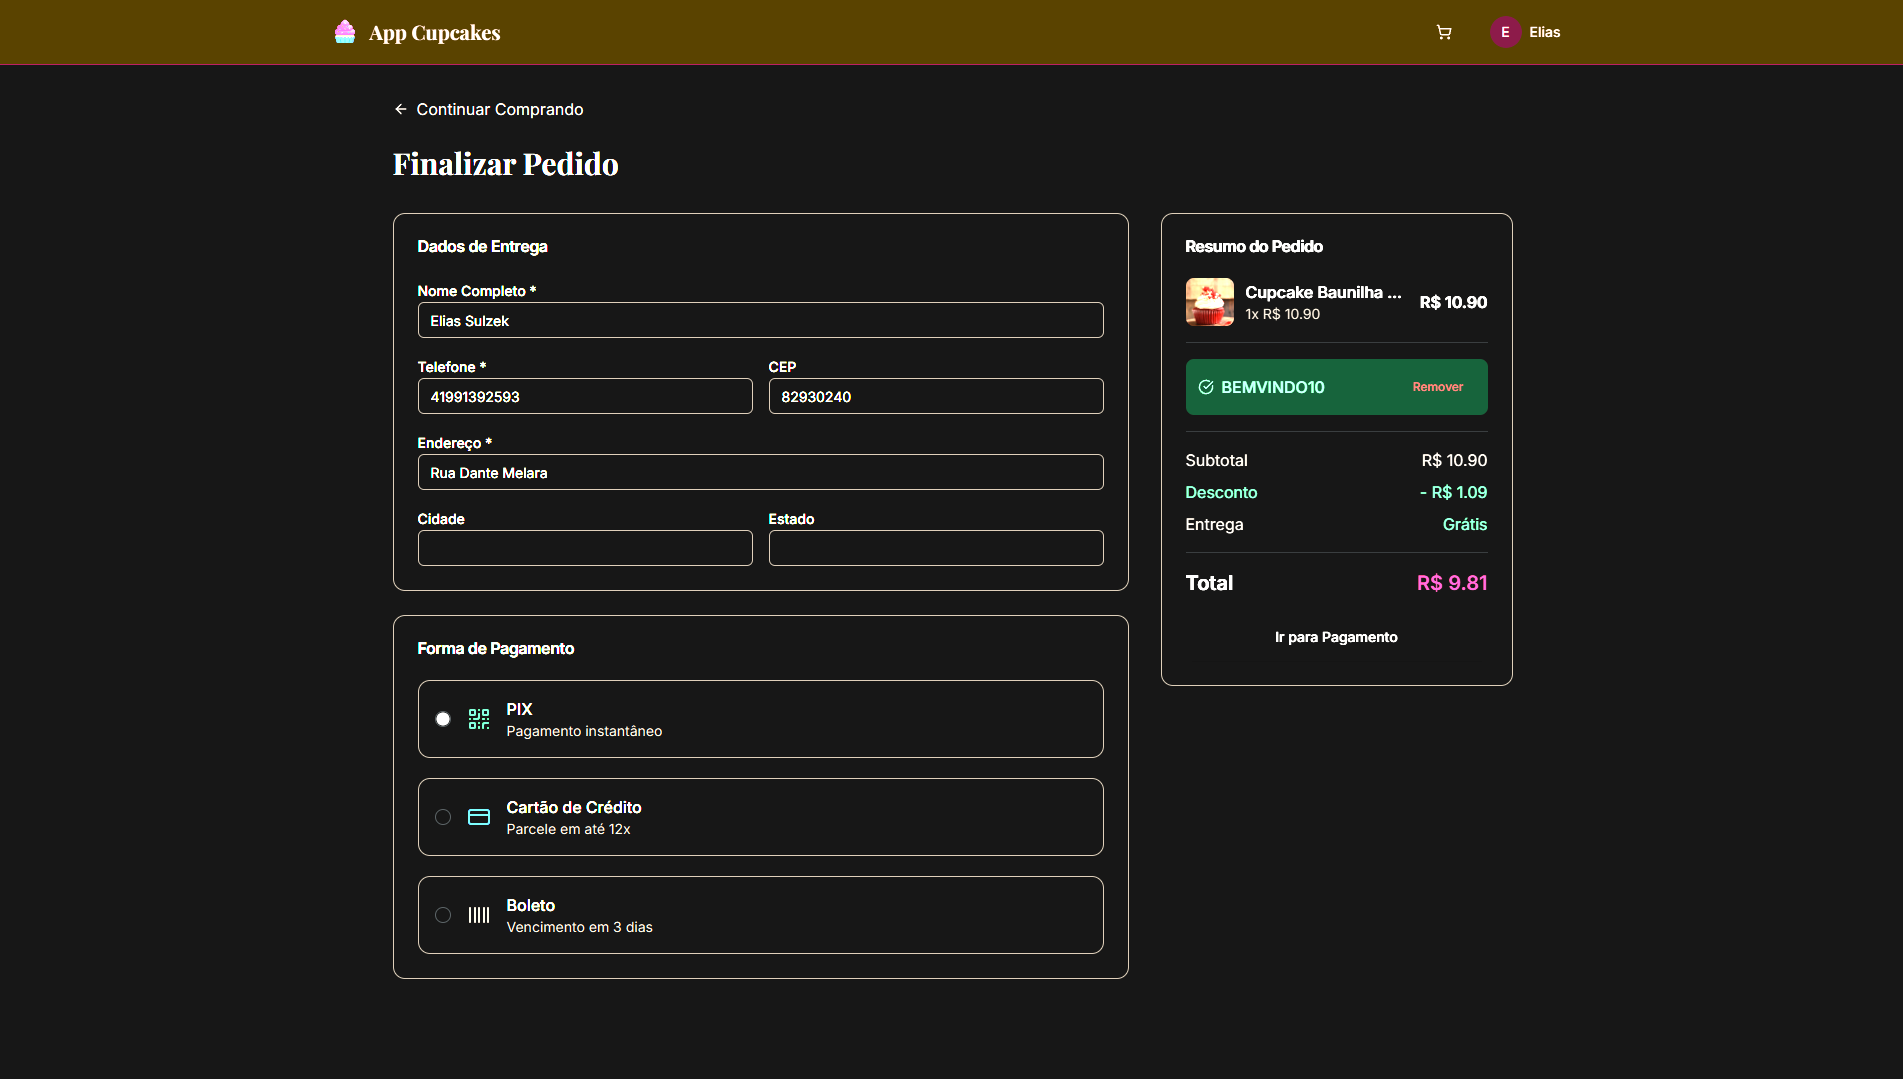 App Cupcakes
E Elias
Continuar Comprando
Finalizar Pedido
Dados de Entrega
Nome Completo *
Elias Sulzek
Telefone *
41991392593
CEP
82930240
Endereço *
Rua Dante Melara
Cidade
Estado
Forma de Pagamento
PIX
Pagamento instantâneo
Cartão de Crédito
Parcele em até 12x
Boleto
Vencimento em 3 dias
Resumo do Pedido
Cupcake Baunilha ...
1x R$ 10.90
R$ 10.90
BEMVINDO10 Remover
Subtotal R$ 10.90
Desconto - R$ 1.09
Entrega Grátis
Total R$ 9.81
Ir para Pagamento